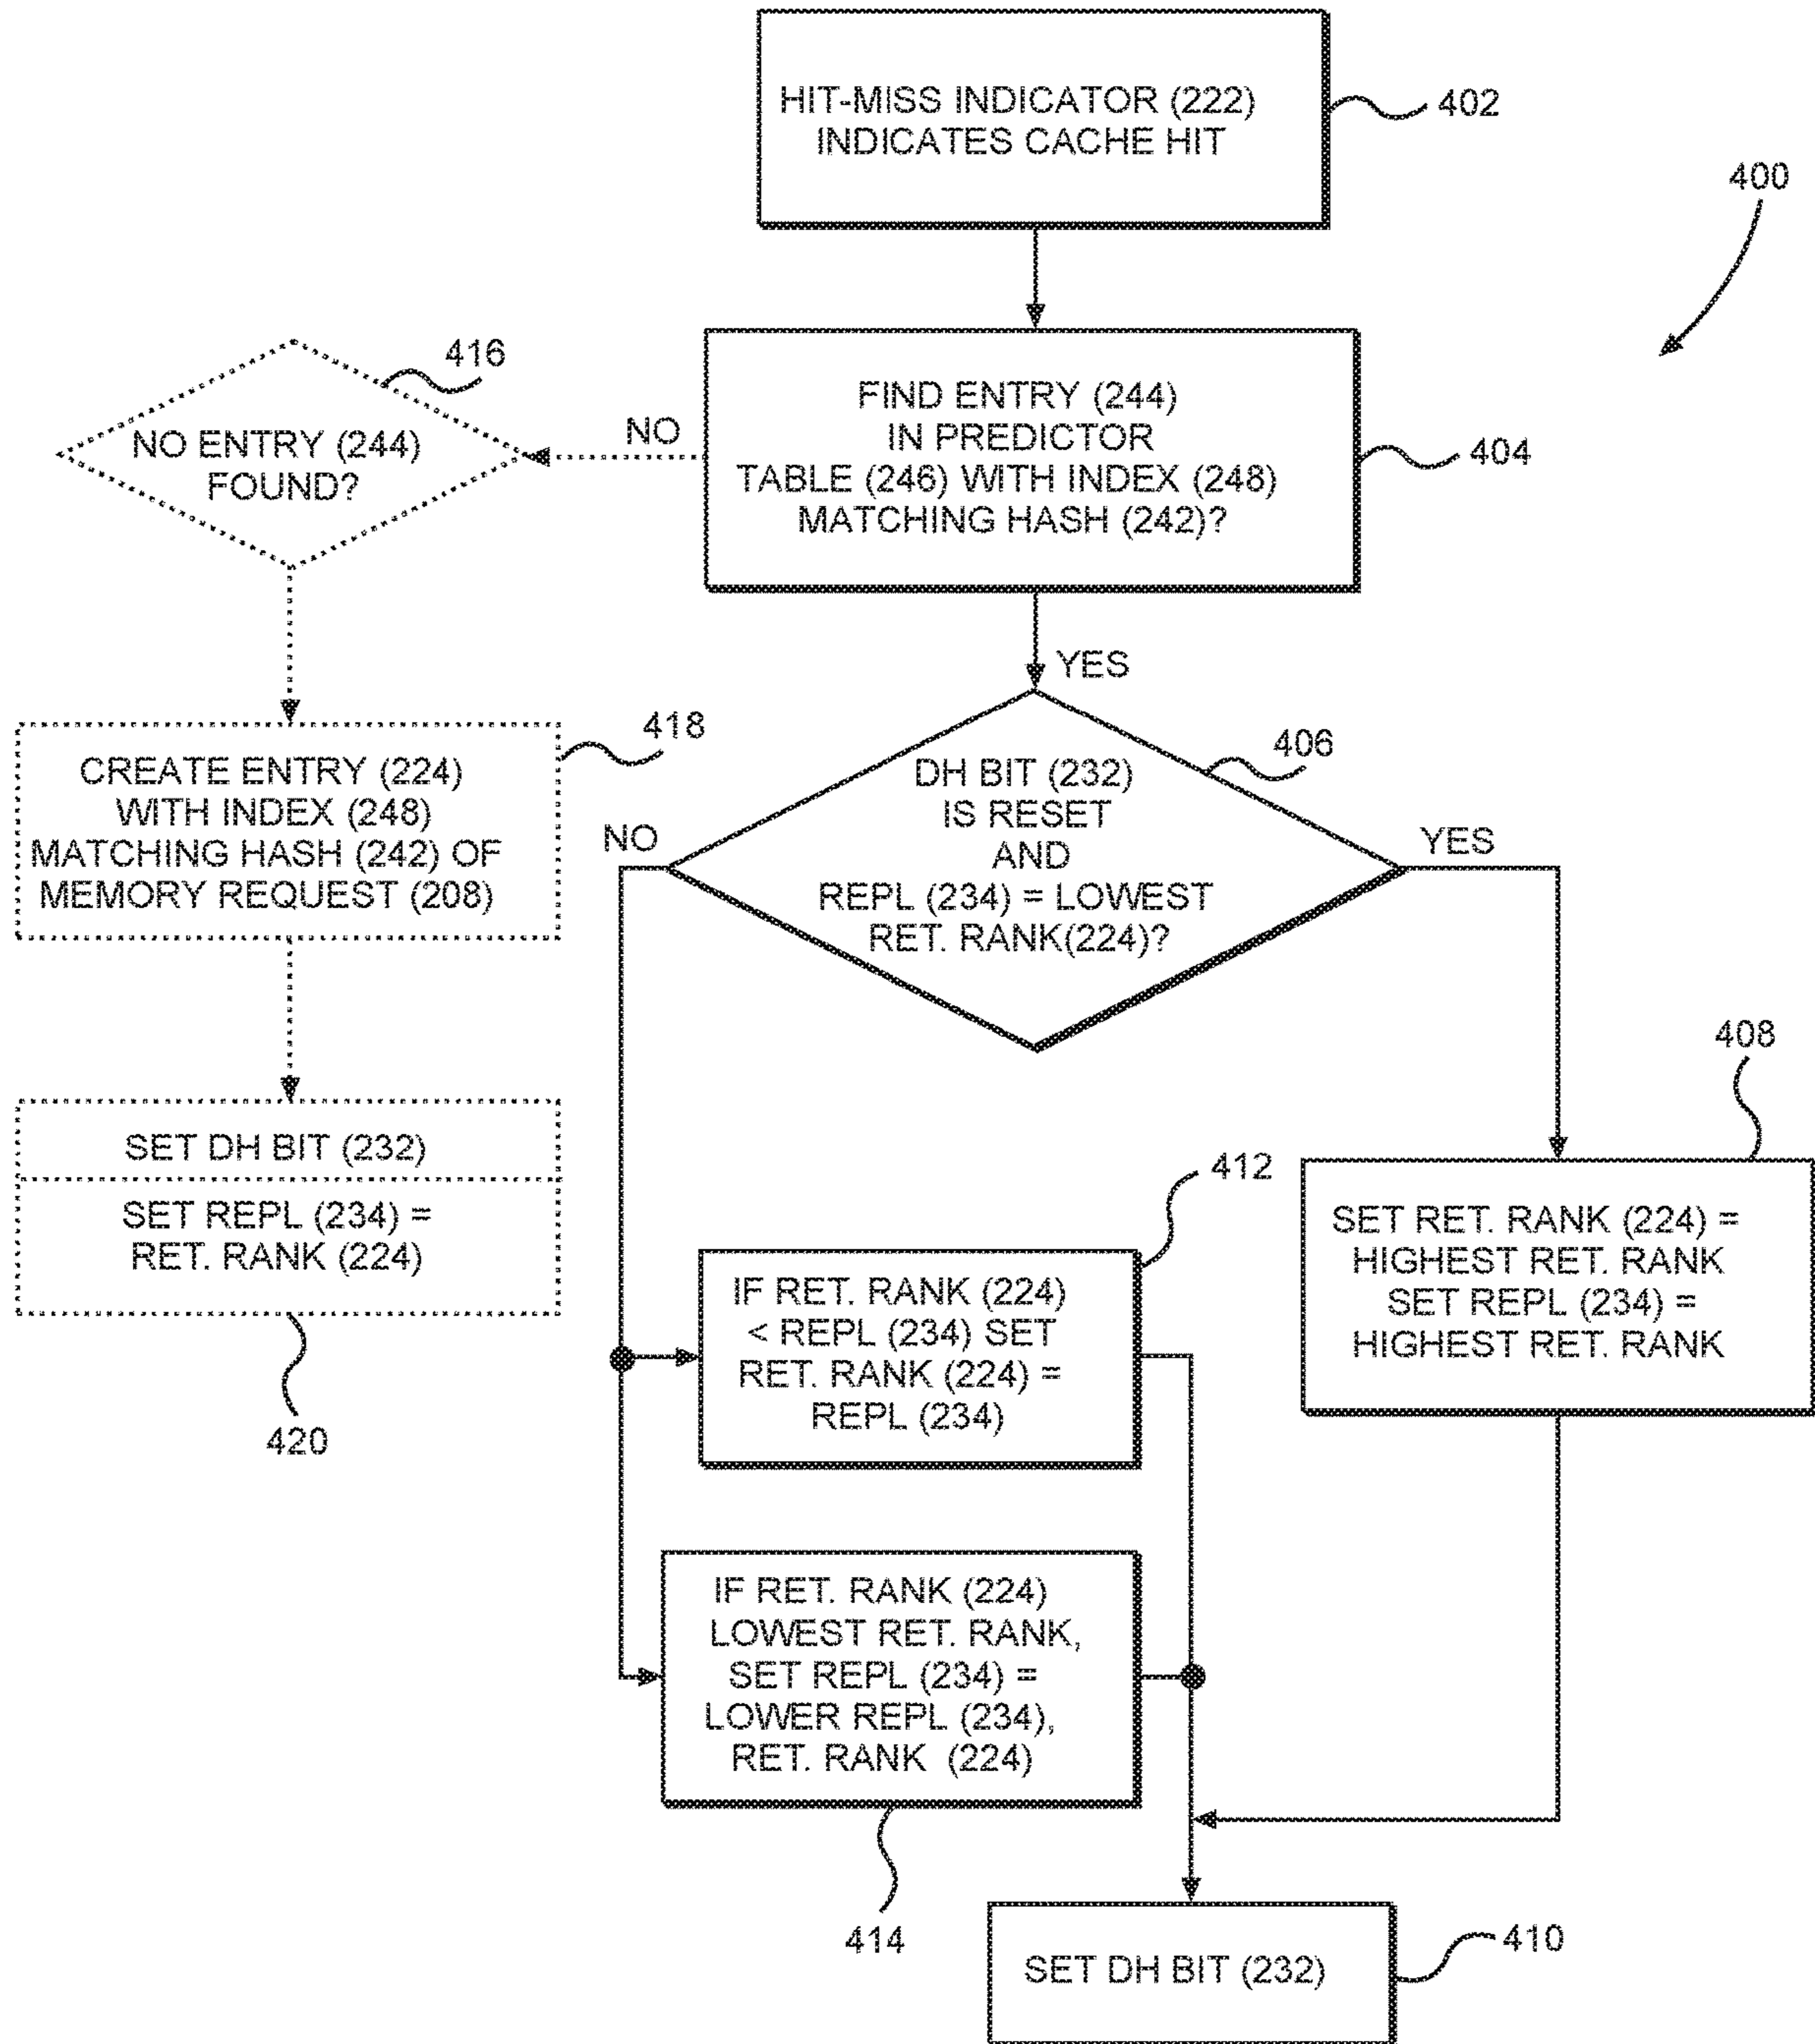 HIT-MISS INDICATOR (222)
INDICATES CACHE HIT
402
400
416
NO ENTRY (244)
FOUND?
NO
FIND ENTRY (244)
IN PREDICTOR
TABLE (246) WITH INDEX (248)
MATCHING HASH (242)?
404
YES
418
CREATE ENTRY (224)
WITH INDEX (248)
MATCHING HASH (242) OF
MEMORY REQUEST (208)
406
DH BIT (232)
IS RESET
AND
REPL (234) = LOWEST
RET. RANK(224)?
NO
YES
SET DH BIT (232)
SET REPL (234) =
RET. RANK (224)
420
408
SET RET. RANK (224) =
HIGHEST RET. RANK
SET REPL (234) =
HIGHEST RET. RANK
412
IF RET. RANK (224)
< REPL (234) SET
RET. RANK (224) =
REPL (234)
IF RET. RANK (224)
LOWEST RET. RANK,
SET REPL (234) =
LOWER REPL (234),
RET. RANK (224)
414
SET DH BIT (232)
410